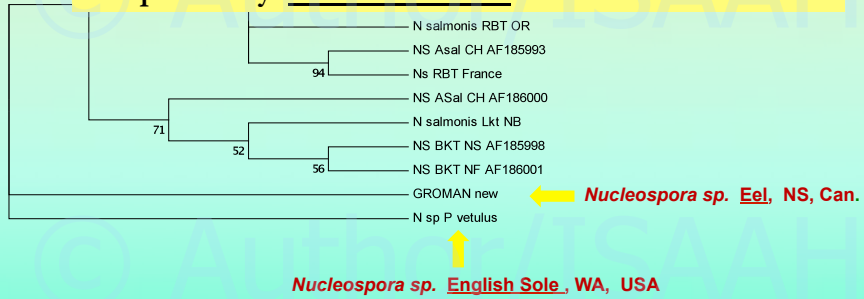 N salmonis RBT OR
NS Asal CH AF185993
94
Ns RBT France
NS ASal CH AF186000
71
N salmonis Lkt NB
52
NS BKT NS AF185998
56
NS BKT NF AF186001
GROMAN new
Nucleospora sp. Eel, NS, Can.
N sp P vetulus
Nucleospora sp. English Sole , WA, USA
© Author/ISAAH